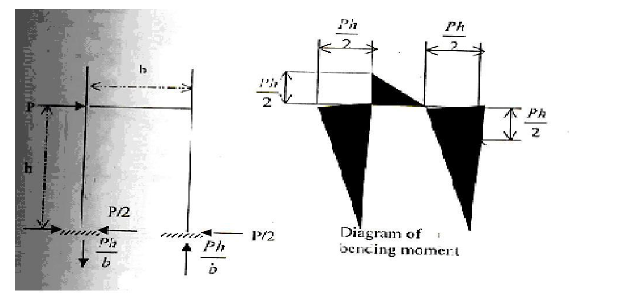 b
P
h
P/2
P/2
Ph/b
Ph/b
Ph/2
Ph/2
Ph/2
Ph/2
Diagram of
bencing moment